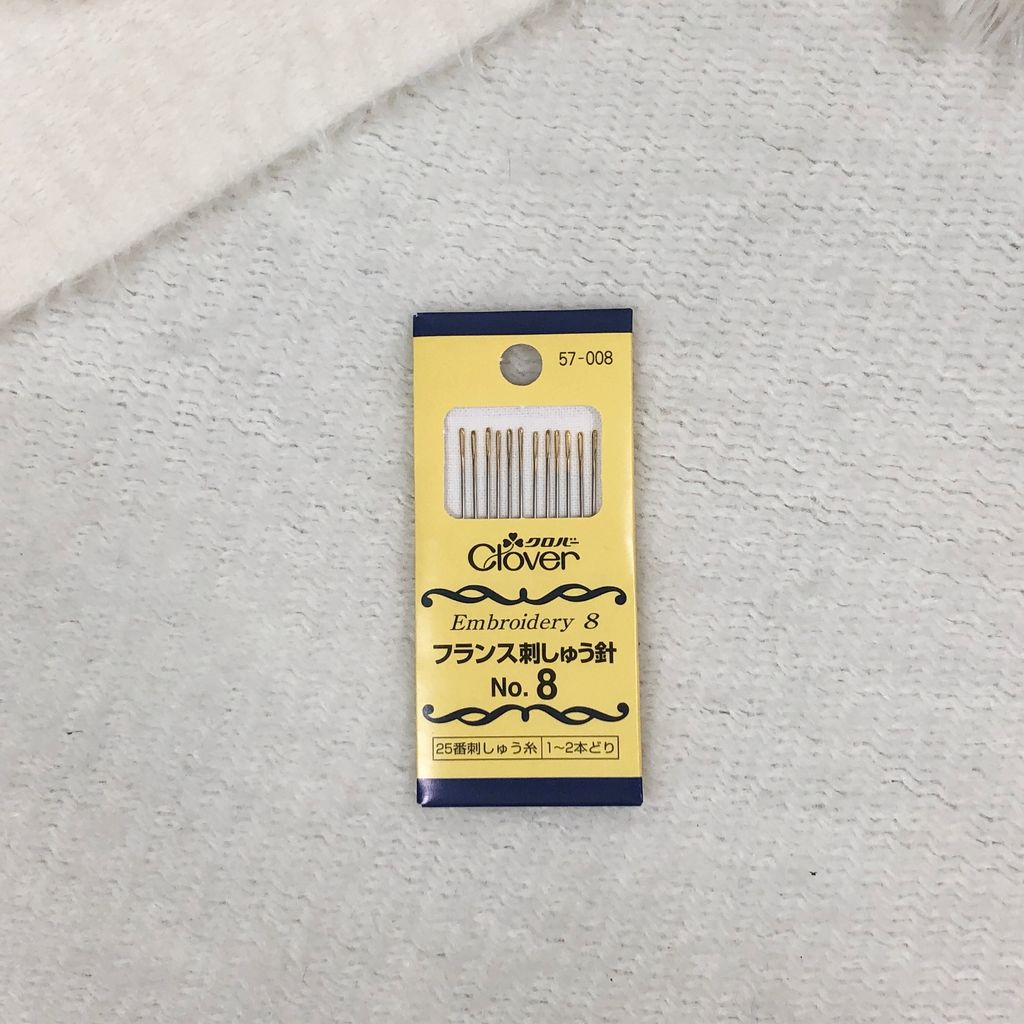 57-008
クロバー
Clover
Embroidery 8
フランス刺しゅう針
No. 8
25番刺しゅう糸 1~2本どり